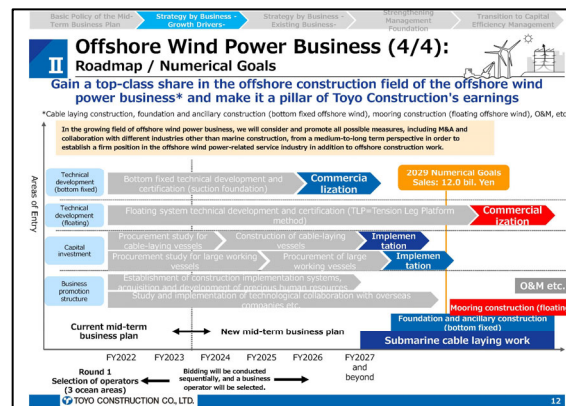 Basic Policy of the Mid-
Term Business Plan
Strategy by Business -
Growth Drivers-
Strategy by Business -
Existing Business-
Strengthening
Management
Foundation
Transition to Capital
Efficiency Management
II
Offshore Wind Power Business (4/4):
Roadmap / Numerical Goals
Gain a top-class share in the offshore construction field of the offshore wind
power business* and make it a pillar of Toyo Construction's earnings
*Cable laying construction, foundation and ancillary construction (bottom fixed offshore wind), mooring construction (floating offshore wind), O&M, etc
In the growing field of offshore wind power business, we will consider and promote all possible measures, including M&A and
collaboration with different industries other than marine construction, from a medium-to-long term perspective in order to
establish a firm position in the offshore wind power-related service industry in addition to offshore construction work.
Areas of Entry
Technical
development
(bottom fixed)
Bottom fixed technical development and
certification (suction foundation)
Commercia
lization
2029 Numerical Goals
Sales: 12.0 bil. Yen
Technical
development
(floating)
Floating system technical development and certification (TLP=Tension Leg Platform
method)
Commercial
ization
Capital
investment
Procurement study for
cable-laying vessels
Construction of cable-laying
vessels
Implemen
tation
Procurement study for large working
vessels
Procurement of large
working vessels
Implemen
tation
Business
promotion
structure
Establishment of construction implementation systems,
acquisition and development of precious human resources
Study and implementation of technological collaboration with overseas
companies etc.
O&M etc.
Mooring construction (floating
Foundation and ancillary construction
(bottom fixed)
Submarine cable laying work
Current mid-term
business plan
New mid-term business plan
FY2022
FY2023
FY2024
FY2025
FY2026
FY2027
and
beyond
Round 1
Selection of operators
(3 ocean areas)
Bidding will be conducted
sequentially, and a business
operator will be selected.
TOYO CONSTRUCTION CO., LTD.
12